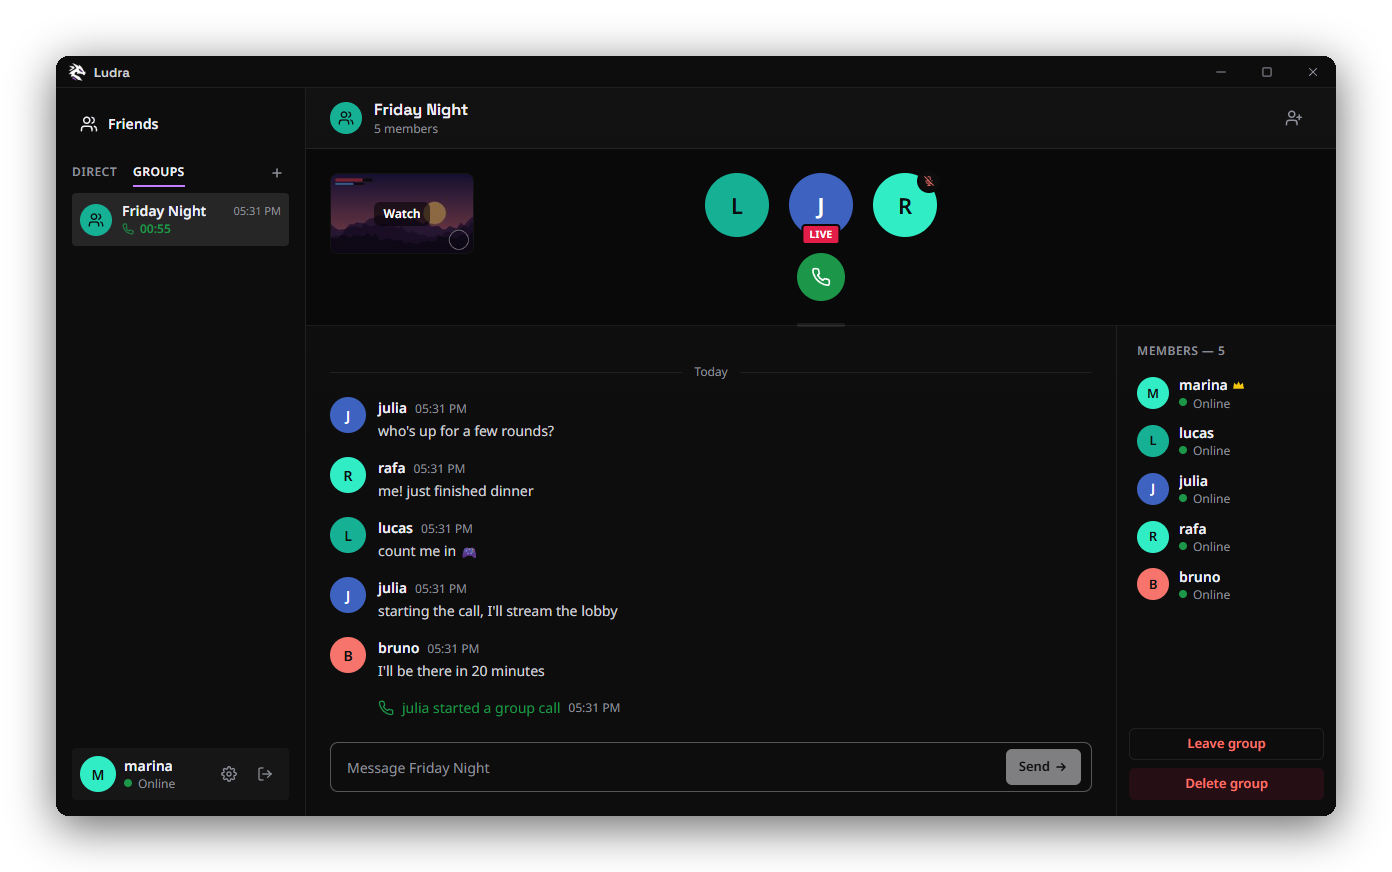 Ludra
Friends
DIRECT GROUPS +
Friday Night 05:31 PM
00:55
M marina
Online
Friday Night
5 members
Watch
L J R
LIVE
Today
J julia 05:31 PM
who's up for a few rounds?
R rafa 05:31 PM
me! just finished dinner
L lucas 05:31 PM
count me in 🎮
J julia 05:31 PM
starting the call, I'll stream the lobby
B bruno 05:31 PM
I'll be there in 20 minutes
julia started a group call 05:31 PM
Message Friday Night Send →
MEMBERS — 5
M marina
Online
L lucas
Online
J julia
Online
R rafa
Online
B bruno
Online
Leave group
Delete group